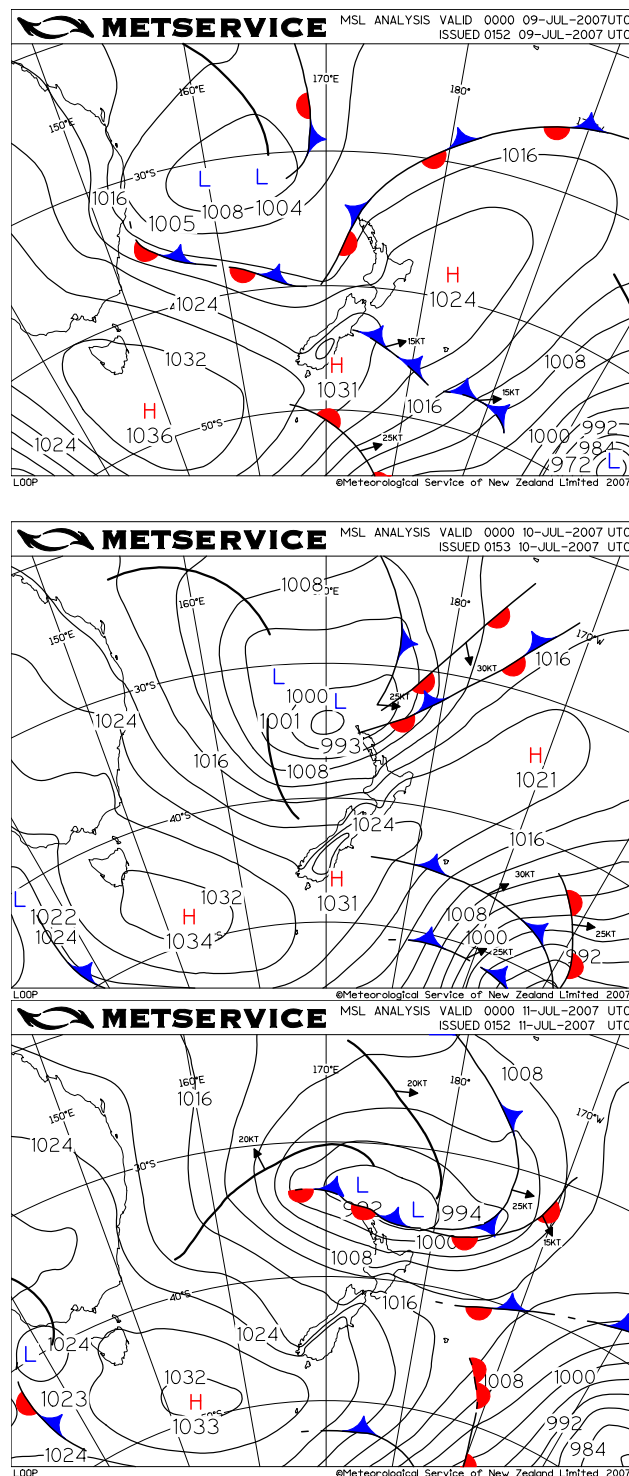 METSERVICE
MSL ANALYSIS VALID 0000 09-JUL-2007 UTC
ISSUED 0152 09-JUL-2007 UTC
170°E
160°E
180°
150°E
30°S
1016
L
L
1016
1005
1008
1004
H
1024
1024
15KT
1032
H
1031
1008
H
1036
1016
15KT
50°S
992
1000
984
972
L
1024
25KT
LOOP
©Meteorological Service of New Zealand Limited 2007
METSERVICE
MSL ANALYSIS VALID 0000 10-JUL-2007 UTC
ISSUED 0153 10-JUL-2007 UTC
1008
160°E
180°
150°E
170°W
1016
30KT
30°S
L
1000
25KT
L
1024
1001
993
1016
H
1021
1008
40°S
1024
1016
H
1031
30KT
L
1022
1032
H
1034
1008
1024
1000
25KT
25KT
992
LOOP
©Meteorological Service of New Zealand Limited 2007
METSERVICE
MSL ANALYSIS VALID 0000 11-JUL-2007 UTC
ISSUED 0152 11-JUL-2007 UTC
170°E
1008
160°E
1016
20KT
180°
150°E
170°W
1024
20KT
30°S
L
L
992
994
25KT
1000
15KT
1008
40°S
1016
1024
1024
L
1032
H
1033
1008
1000
1023
992
1024
984
LOOP
©Meteorological Service of New Zealand Limited 2007